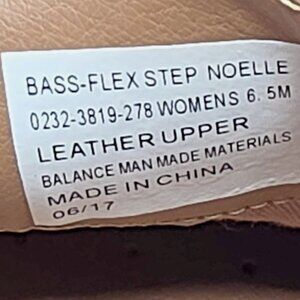 BASS-FLEX STEP NOELLE
0232-3819-278 WOMENS 6.5M
LEATHER UPPER
BALANCE MAN MADE MATERIALS
MADE IN CHINA
06/17